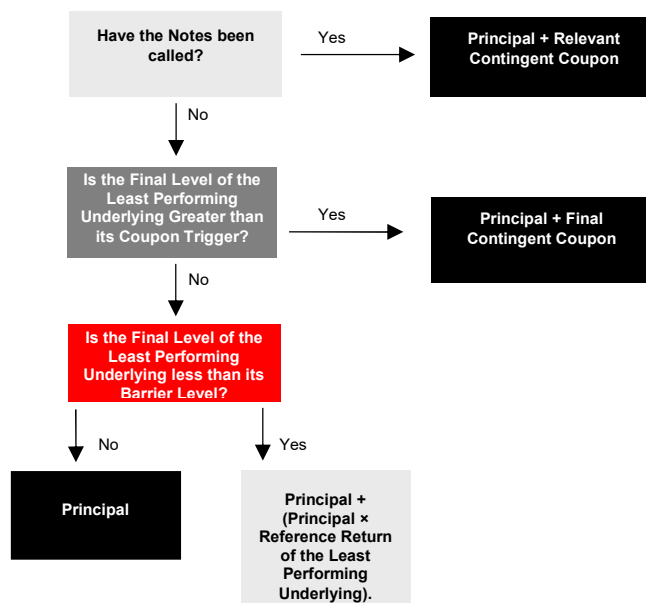 Have the Notes been
called?
Yes
Principal + Relevant
Contingent Coupon
No
Is the Final Level of the
Least Performing
Underlying Greater than
its Coupon Trigger?
Yes
Principal + Final
Contingent Coupon
No
Is the Final Level of the
Least Performing
Underlying less than its
Barrier Level?
No
Yes
Principal
Principal +
(Principal ×
Reference Return
of the Least
Performing
Underlying).